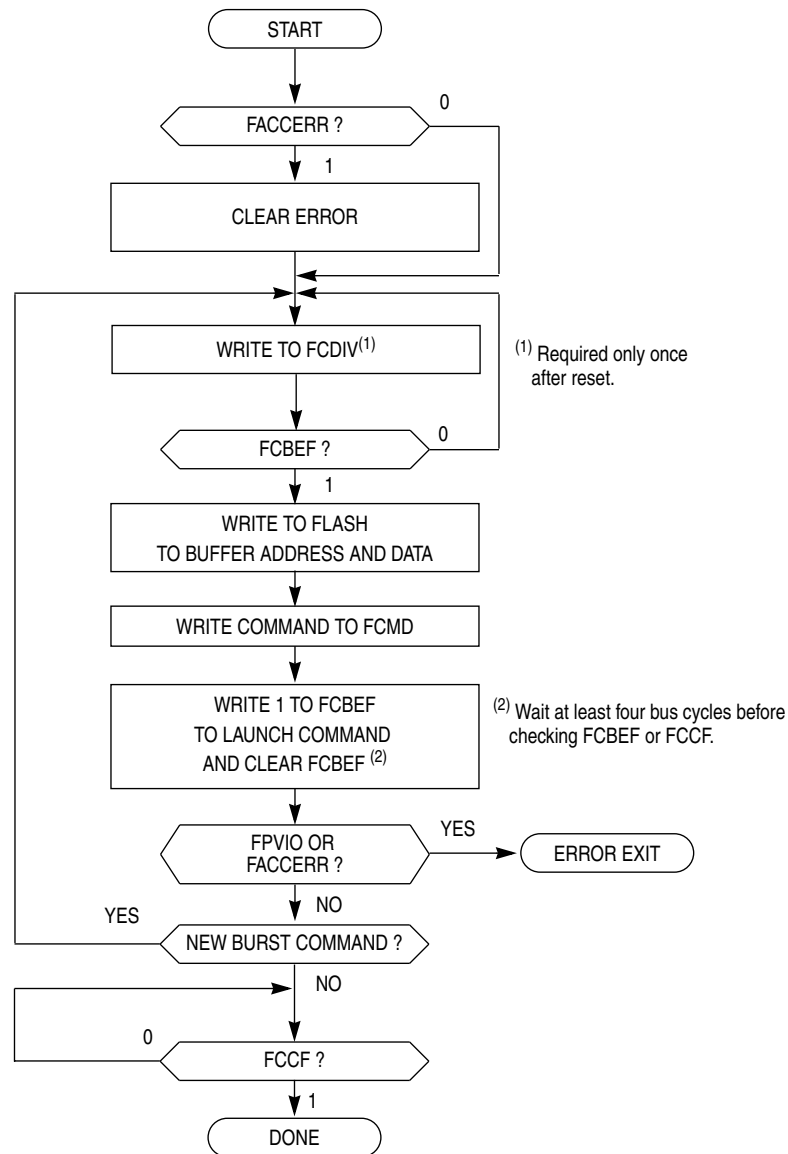 START
FACCERR ?
0
1
CLEAR ERROR
WRITE TO FCDIV(1)
(1) Required only once
after reset.
FCBEF ?
0
1
WRITE TO FLASH
TO BUFFER ADDRESS AND DATA
WRITE COMMAND TO FCMD
WRITE 1 TO FCBEF
TO LAUNCH COMMAND
AND CLEAR FCBEF (2)
(2) Wait at least four bus cycles before
checking FCBEF or FCCF.
FPVIO OR
FACCERR ?
YES
ERROR EXIT
NO
YES
NEW BURST COMMAND ?
NO
0
FCCF ?
1
DONE